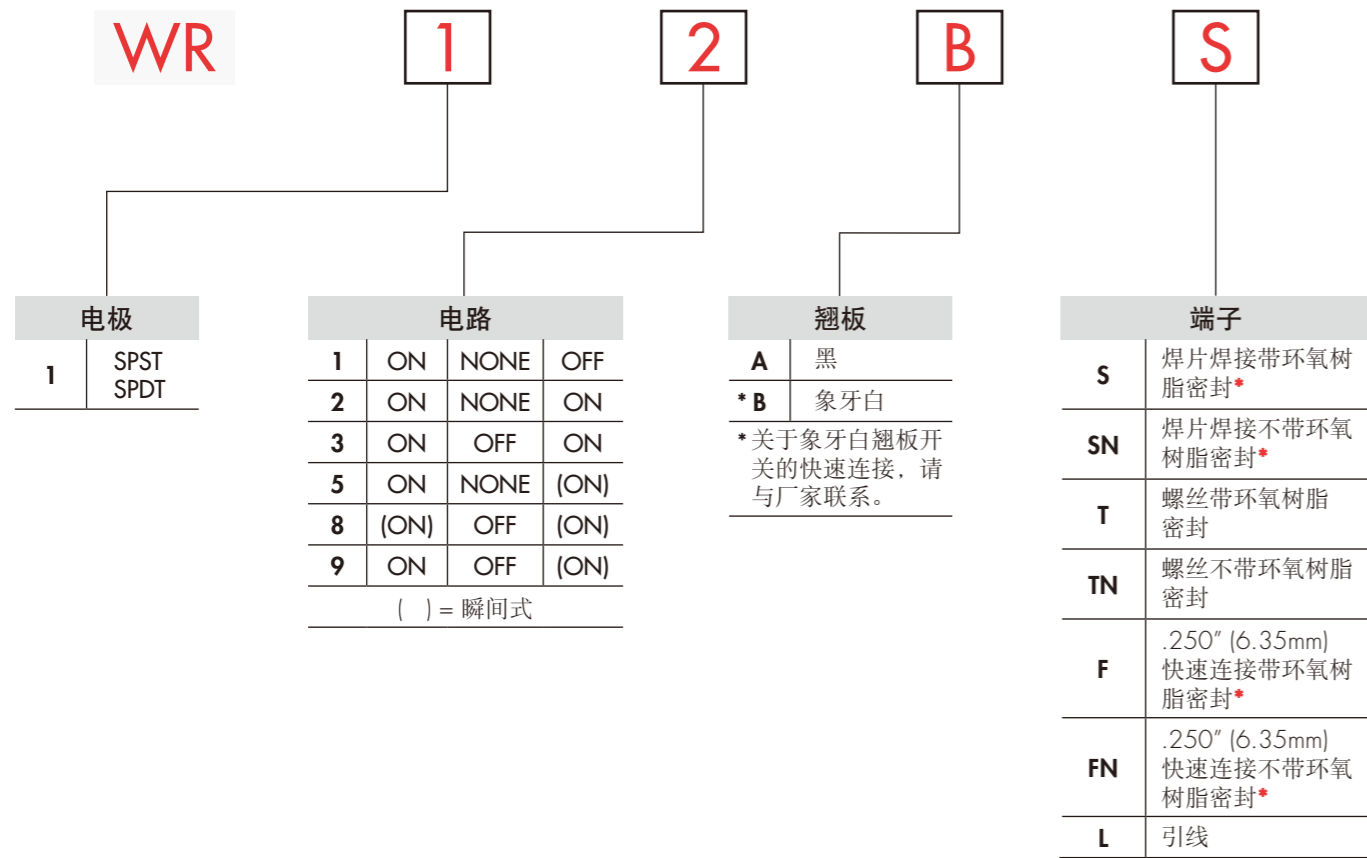 WR 1 2 B S
电极
1 SPST
SPDT
电路
1 ON NONE OFF
2 ON NONE ON
3 ON OFF ON
5 ON NONE (ON)
8 (ON) OFF (ON)
9 ON OFF (ON)
( ) = 瞬间式
翘板
A 黑
* B 象牙白
* 关于象牙白翘板开
关的快速连接，请
与厂家联系。
端子
S 焊片焊接带环氧树
脂密封*
SN 焊片焊接不带环氧
树脂密封*
T 螺丝带环氧树脂
密封
TN 螺丝不带环氧树脂
密封
F .250" (6.35mm)
快速连接带环氧树
脂密封*
FN .250" (6.35mm)
快速连接不带环氧
树脂密封*
L 引线